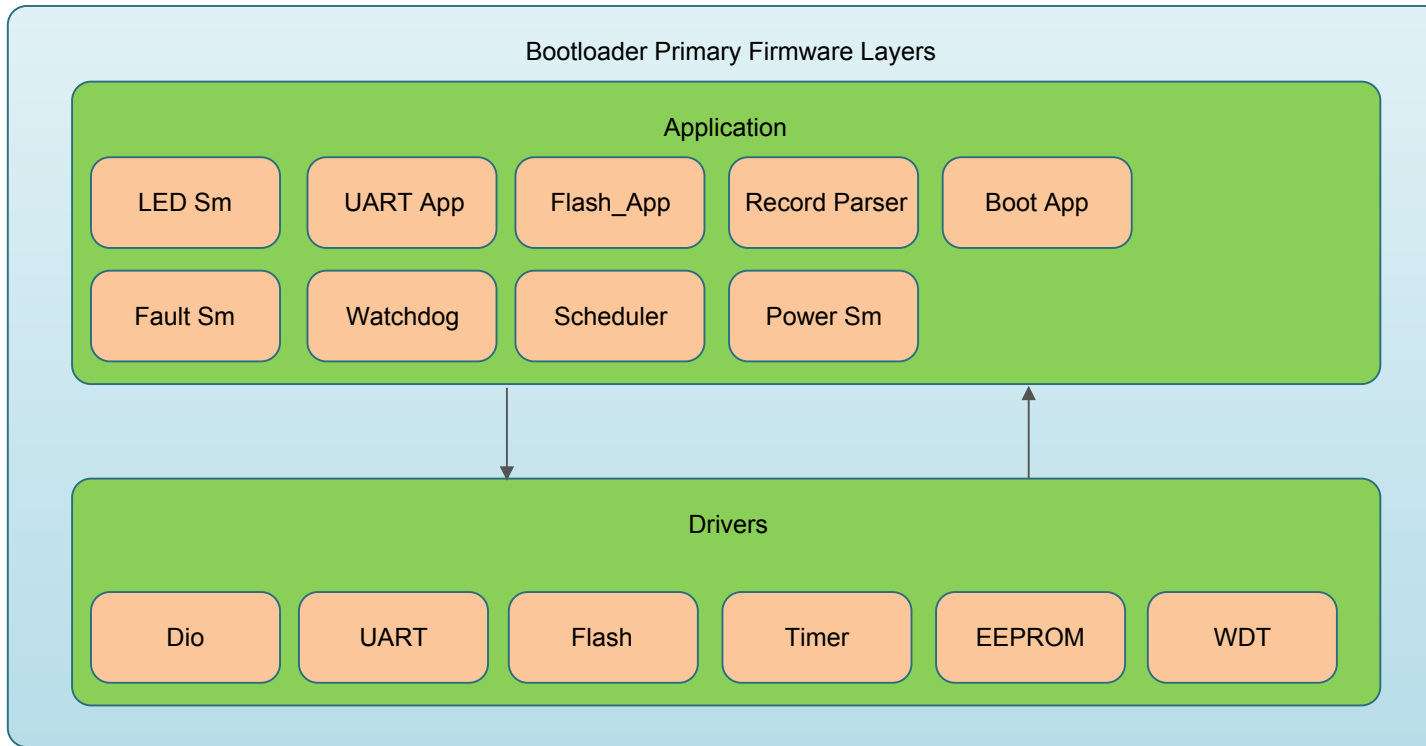 Bootloader Primary Firmware Layers
Application
LED Sm
UART App
Flash_App
Record Parser
Boot App
Fault Sm
Watchdog
Scheduler
Power Sm
Drivers
Dio
UART
Flash
Timer
EEPROM
WDT